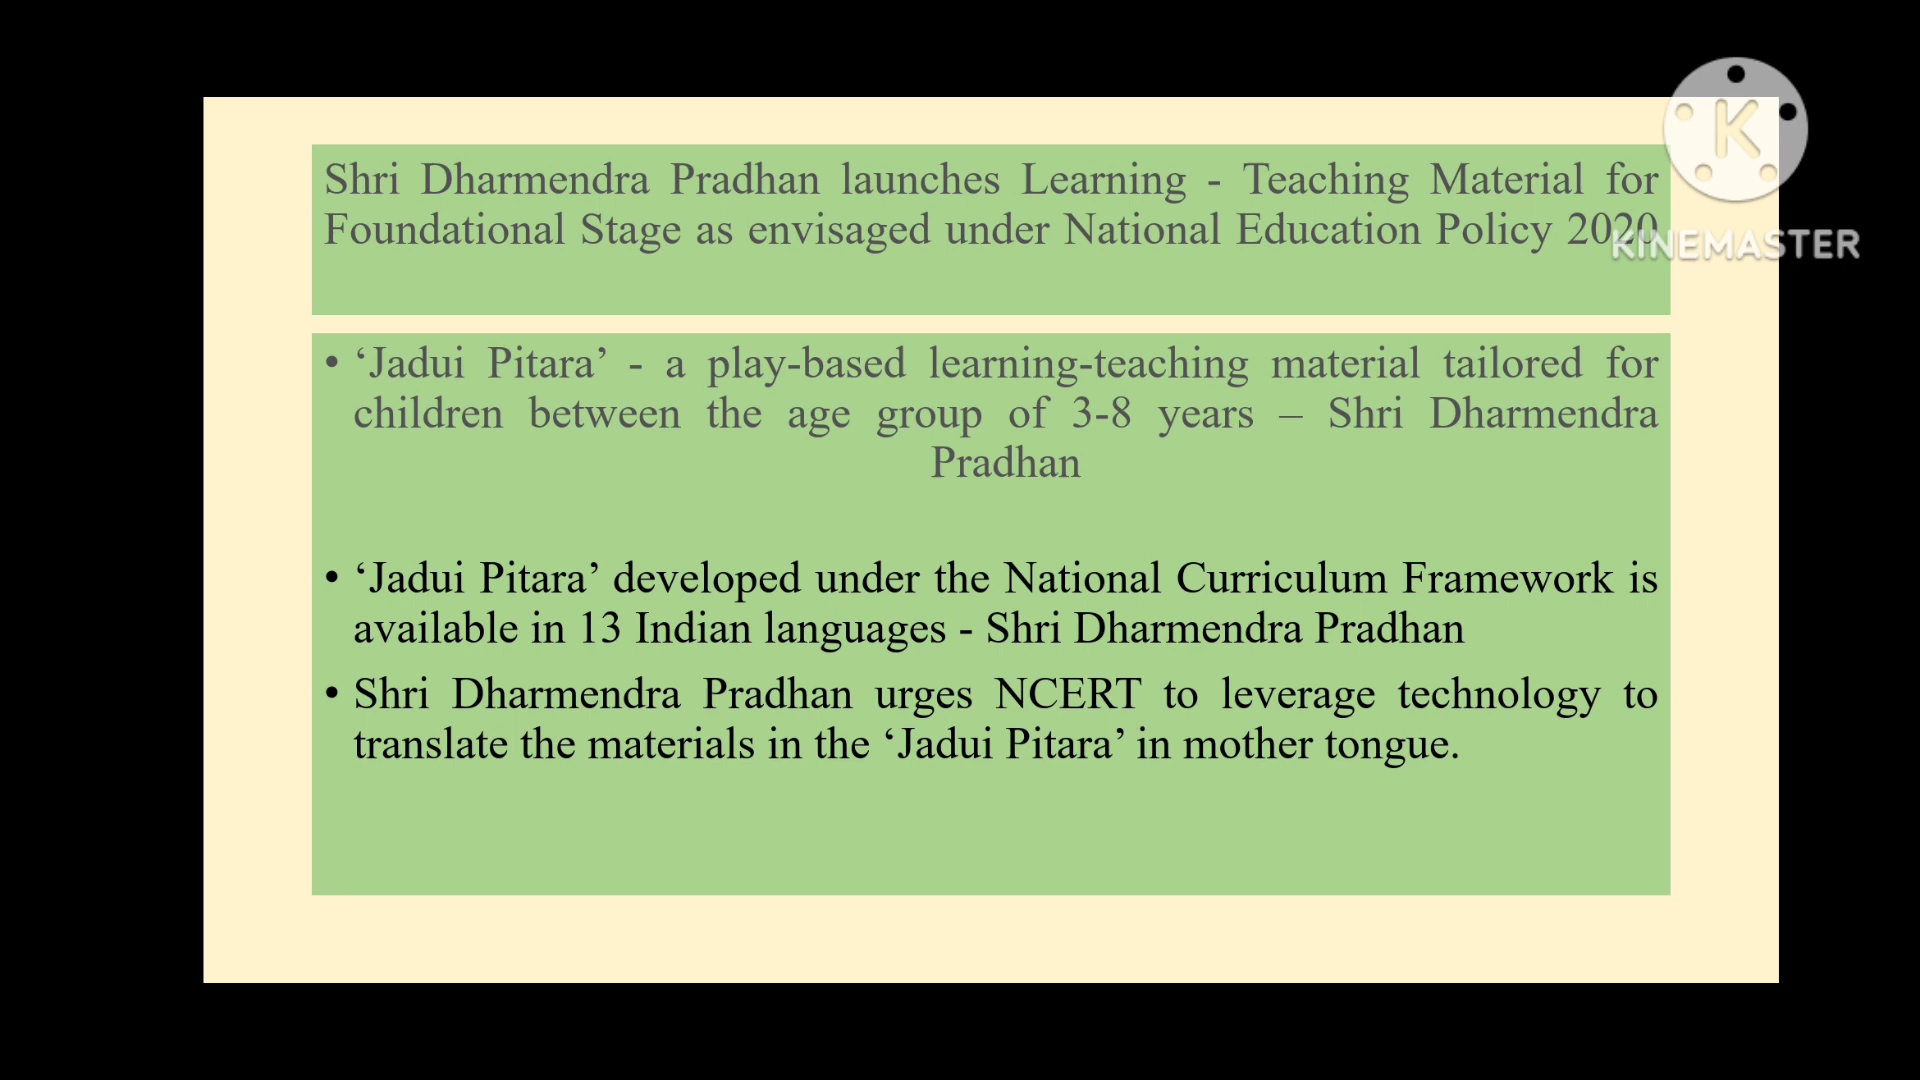 Shri Dharmendra Pradhan launches Learning - Teaching Material for
Foundational Stage as envisaged under National Education Policy 2020
• ‘Jadui Pitara’ - a play-based learning-teaching material tailored for
children between the age group of 3-8 years – Shri Dharmendra
Pradhan
• ‘Jadui Pitara’ developed under the National Curriculum Framework is
available in 13 Indian languages - Shri Dharmendra Pradhan
• Shri Dharmendra Pradhan urges NCERT to leverage technology to
translate the materials in the ‘Jadui Pitara’ in mother tongue.
K
KINEMASTER